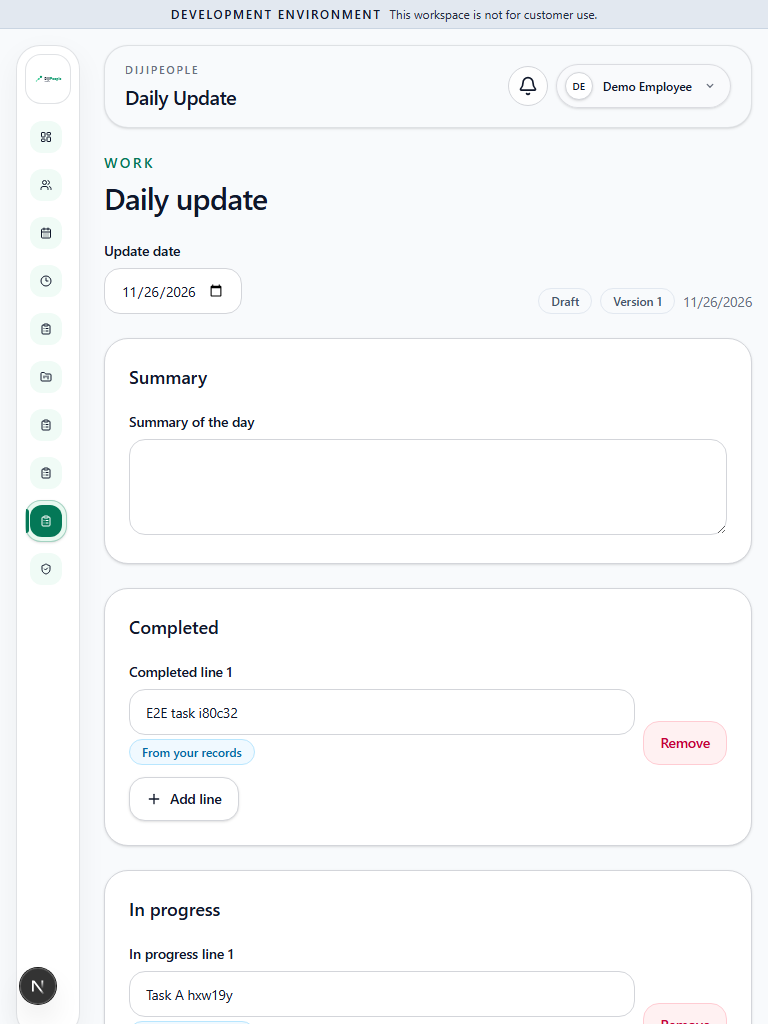 DEVELOPMENT ENVIRONMENT This workspace is not for customer use.
DIJIPEOPLE
Daily Update
DE Demo Employee
WORK
Daily update
Update date
11/26/2026
Draft Version 1 11/26/2026
Summary
Summary of the day
Completed
Completed line 1
E2E task i80c32
From your records
Remove
+ Add line
In progress
In progress line 1
Task A hxw19y
Remove
N